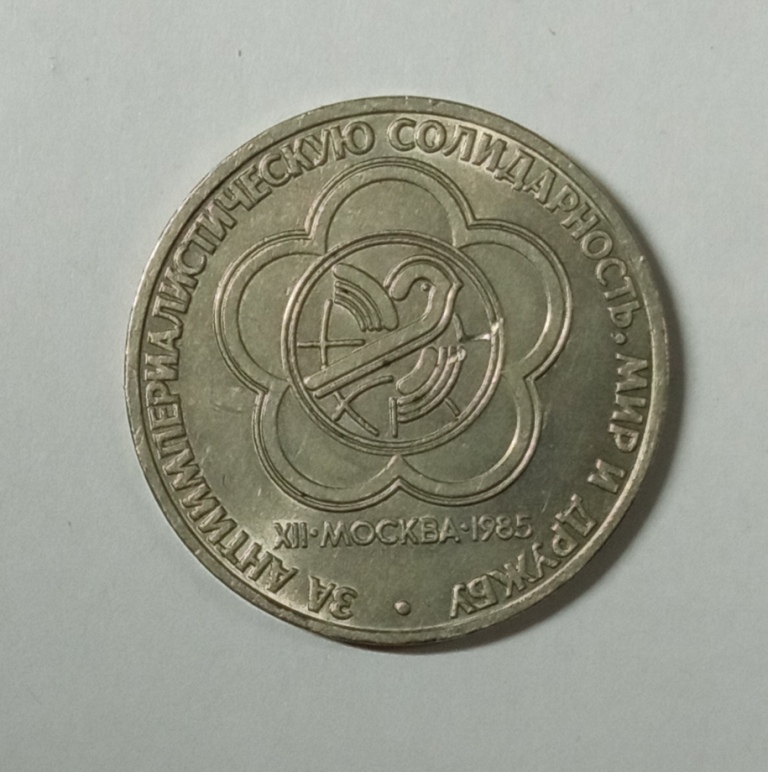 ЗА АНТИИМПЕРИАЛИСТИЧЕСКУЮ СОЛИДАРНОСТЬ, МИР И ДРУЖБУ •
XII·МОСКВА·1985